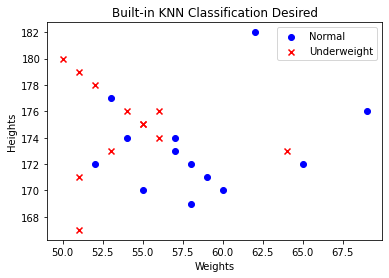 Built-in KNN Classification Desired
Normal
Underweight
Heights
182
180
178
176
174
172
170
168
50.0 52.5 55.0 57.5 60.0 62.5 65.0 67.5
Weights